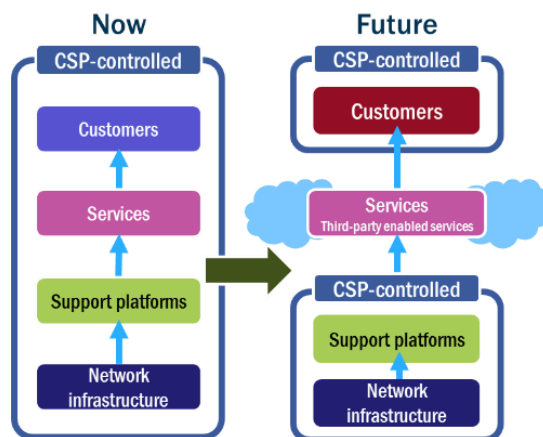 Now
CSP-controlled
Customers
Services
Support platforms
Network
infrastructure
Future
CSP-controlled
Customers
Services
Third-party enabled services
CSP-controlled
Support platforms
Network
infrastructure